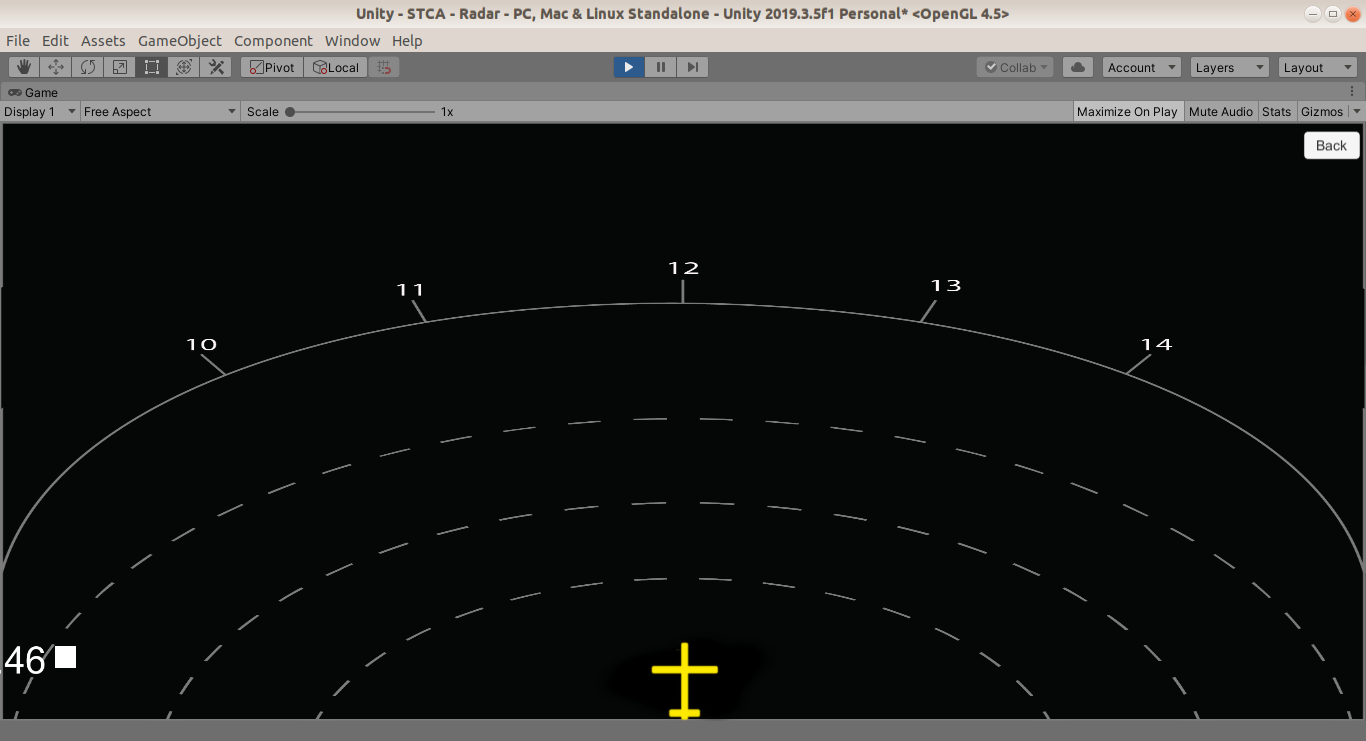 Unity - STCA - Radar - PC, Mac & Linux Standalone - Unity 2019.3.5f1 Personal* <OpenGL 4.5>
File Edit Assets GameObject Component Window Help
Pivot Local Collab Account Layers Layout
Game
Display 1 Free Aspect Scale 1x Maximize On Play Mute Audio Stats Gizmos
Back
12
11 13
10 14
.46